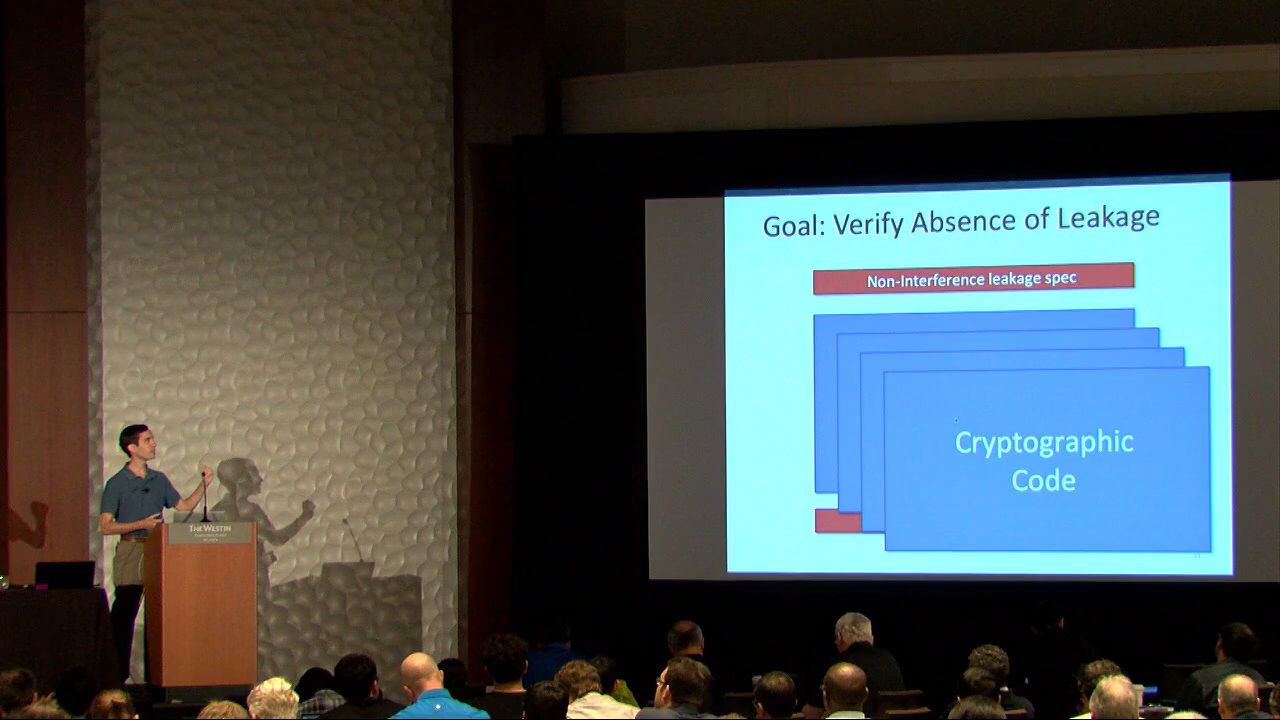 Goal: Verify Absence of Leakage
Non-Interference leakage spec
Cryptographic
Code
THE WESTIN